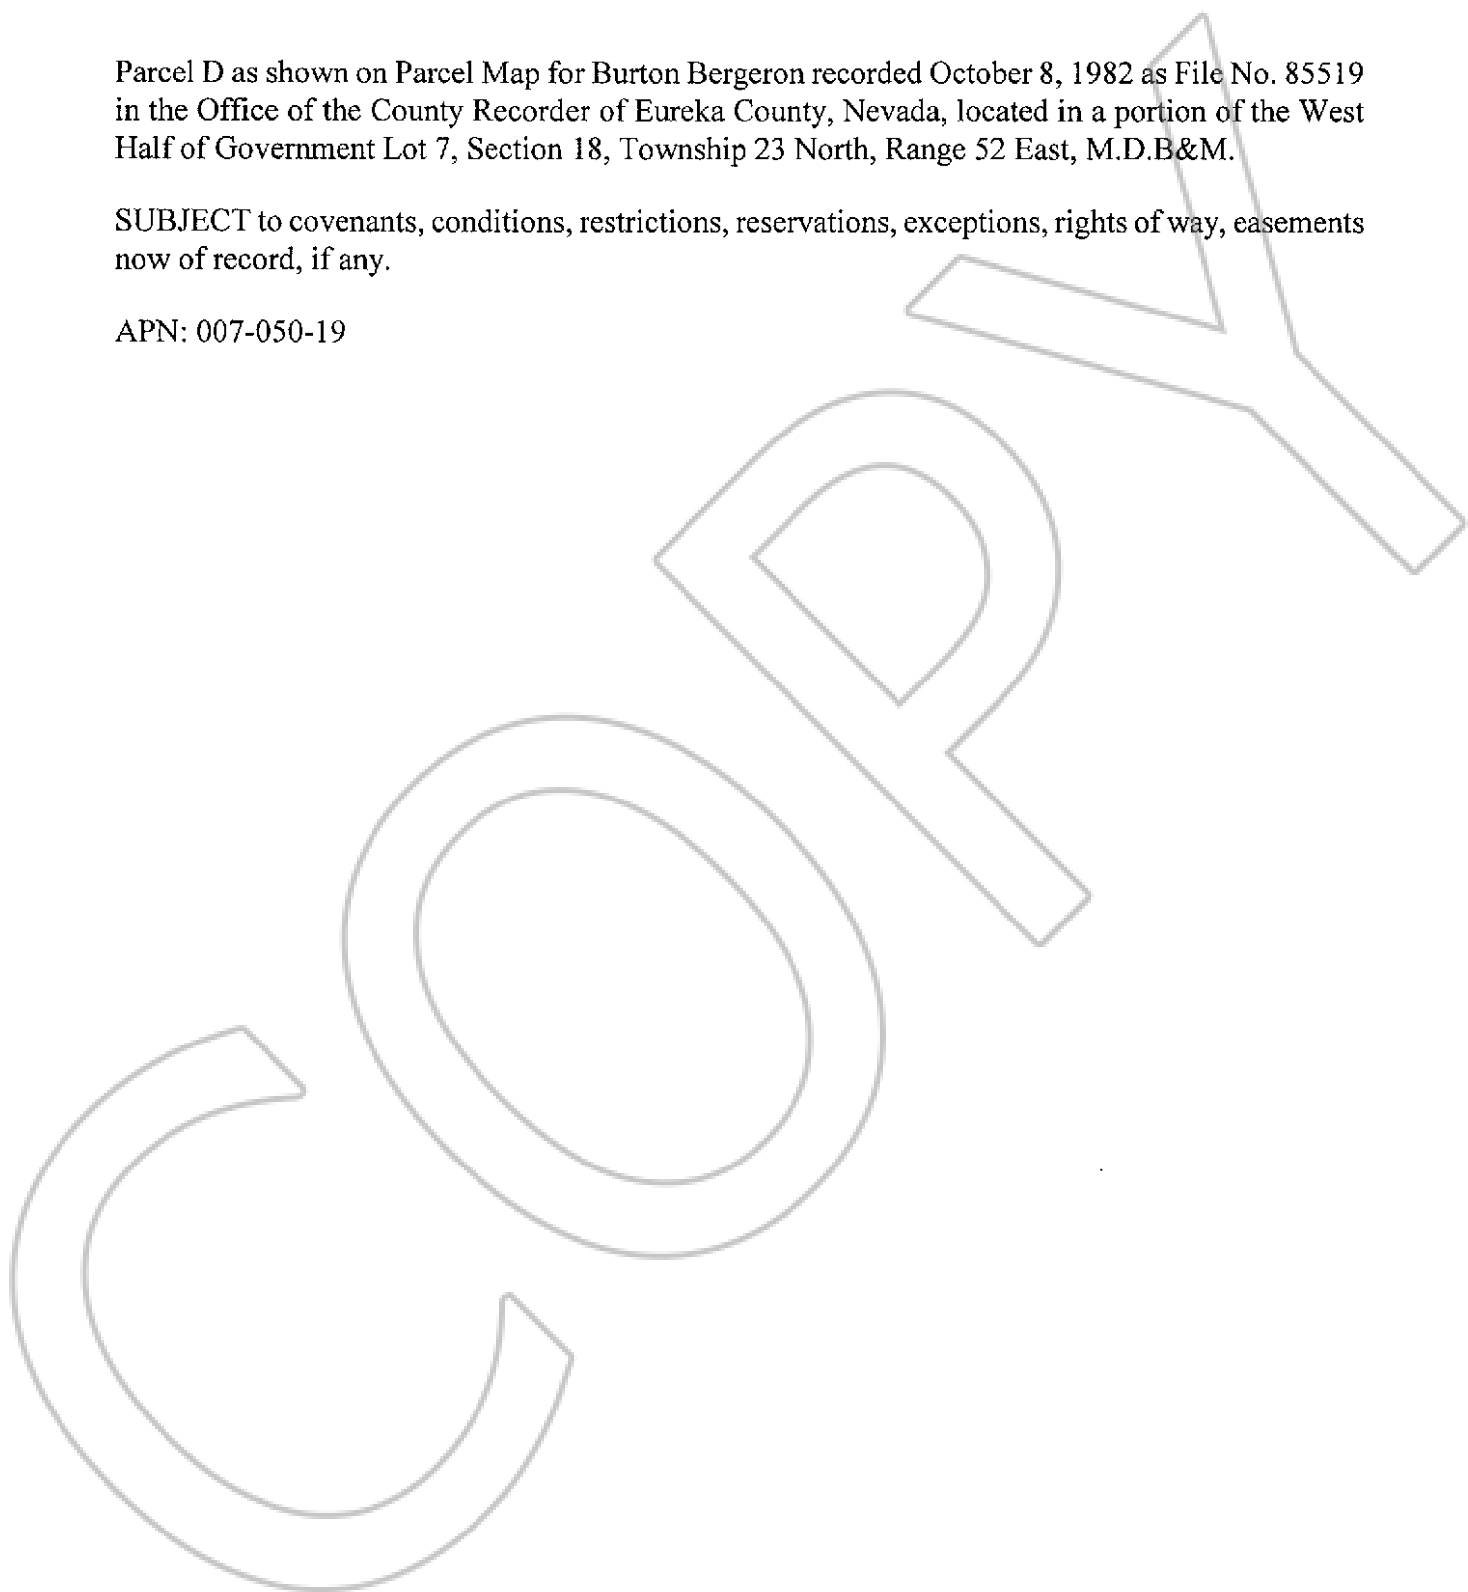 Parcel D as shown on Parcel Map for Burton Bergeron recorded October 8, 1982 as File No. 85519
in the Office of the County Recorder of Eureka County, Nevada, located in a portion of the West
Half of Government Lot 7, Section 18, Township 23 North, Range 52 East, M.D.B&M.
SUBJECT to covenants, conditions, restrictions, reservations, exceptions, rights of way, easements
now of record, if any.
APN: 007-050-19
COPY